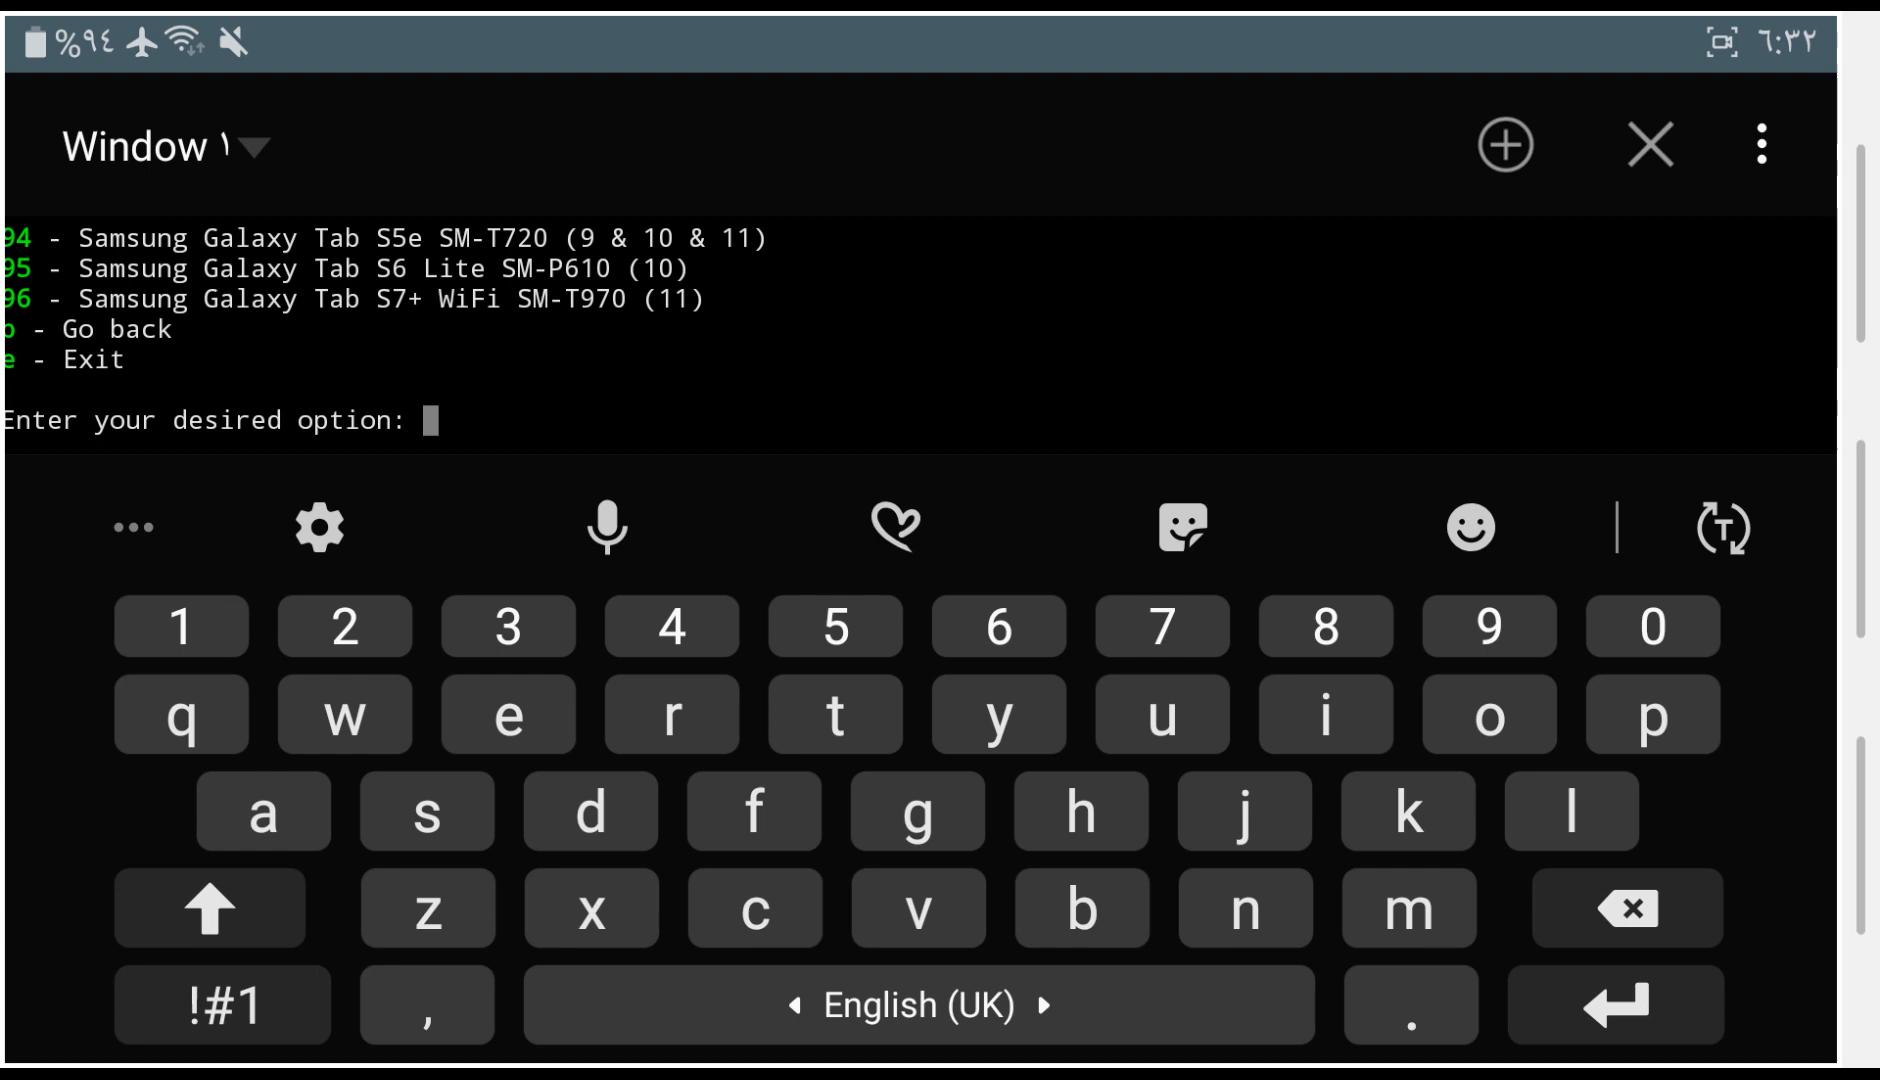 %٩٤
٦:٣٢
Window ١
94 - Samsung Galaxy Tab S5e SM-T720 (9 & 10 & 11)
95 - Samsung Galaxy Tab S6 Lite SM-P610 (10)
96 - Samsung Galaxy Tab S7+ WiFi SM-T970 (11)
b - Go back
e - Exit
Enter your desired option:
T
1 2 3 4 5 6 7 8 9 0
q w e r t y u i o p
a s d f g h j k l
z x c v b n m
!#1 , English (UK) .